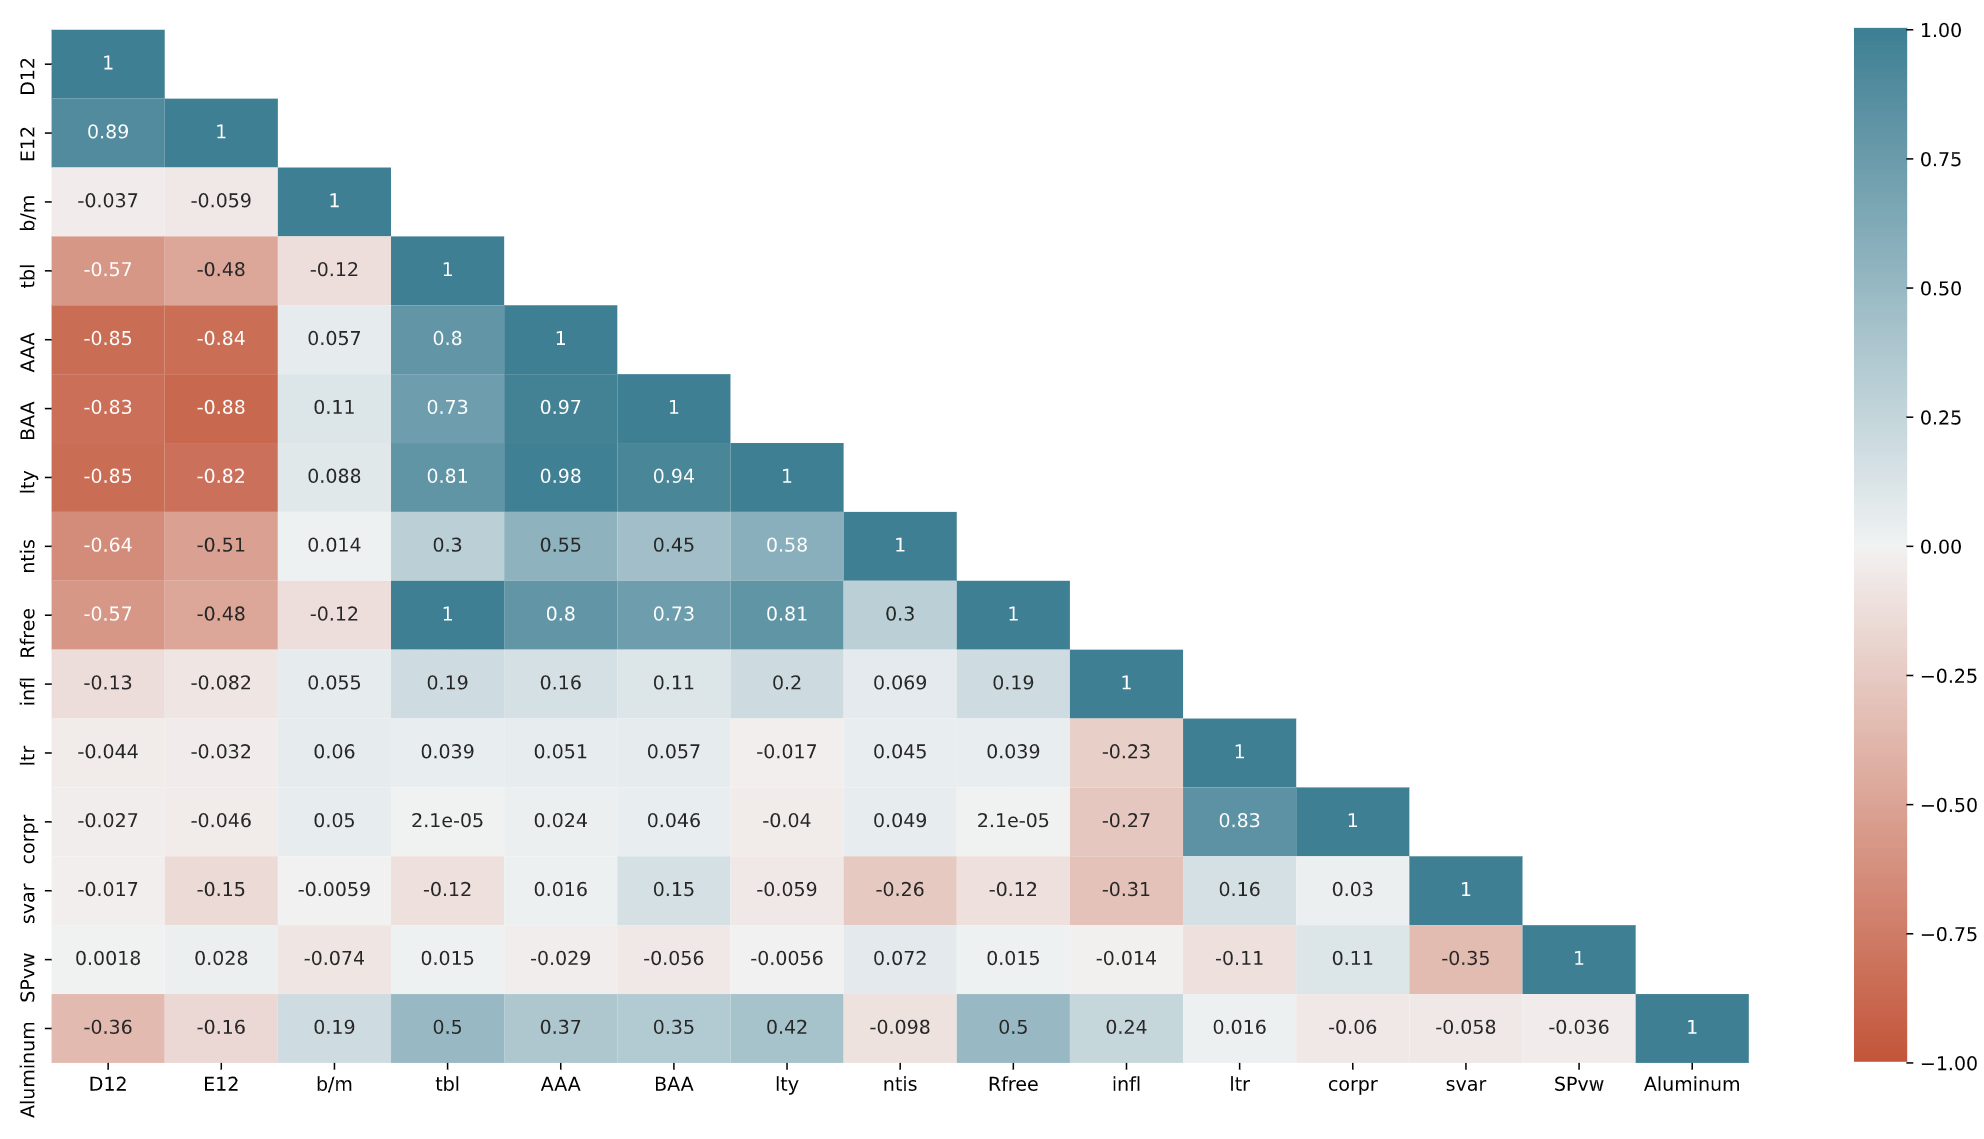 D12 1
E12 0.89 1
b/m -0.037 -0.059 1
tbl -0.57 -0.48 -0.12 1
AAA -0.85 -0.84 0.057 0.8 1
BAA -0.83 -0.88 0.11 0.73 0.97 1
lty -0.85 -0.82 0.088 0.81 0.98 0.94 1
ntis -0.64 -0.51 0.014 0.3 0.55 0.45 0.58 1
Rfree -0.57 -0.48 -0.12 1 0.8 0.73 0.81 0.3 1
infl -0.13 -0.082 0.055 0.19 0.16 0.11 0.2 0.069 0.19 1
ltr -0.044 -0.032 0.06 0.039 0.051 0.057 -0.017 0.045 0.039 -0.23 1
corpr -0.027 -0.046 0.05 2.1e-05 0.024 0.046 -0.04 0.049 2.1e-05 -0.27 0.83 1
svar -0.017 -0.15 -0.0059 -0.12 0.016 0.15 -0.059 -0.26 -0.12 -0.31 0.16 0.03 1
SPvw 0.0018 0.028 -0.074 0.015 -0.029 -0.056 -0.0056 0.072 0.015 -0.014 -0.11 0.11 -0.35 1
Aluminum -0.36 -0.16 0.19 0.5 0.37 0.35 0.42 -0.098 0.5 0.24 0.016 -0.06 -0.058 -0.036 1
D12 E12 b/m tbl AAA BAA lty ntis Rfree infl ltr corpr svar SPvw Aluminum
1.00
0.75
0.50
0.25
0.00
−0.25
−0.50
−0.75
−1.00